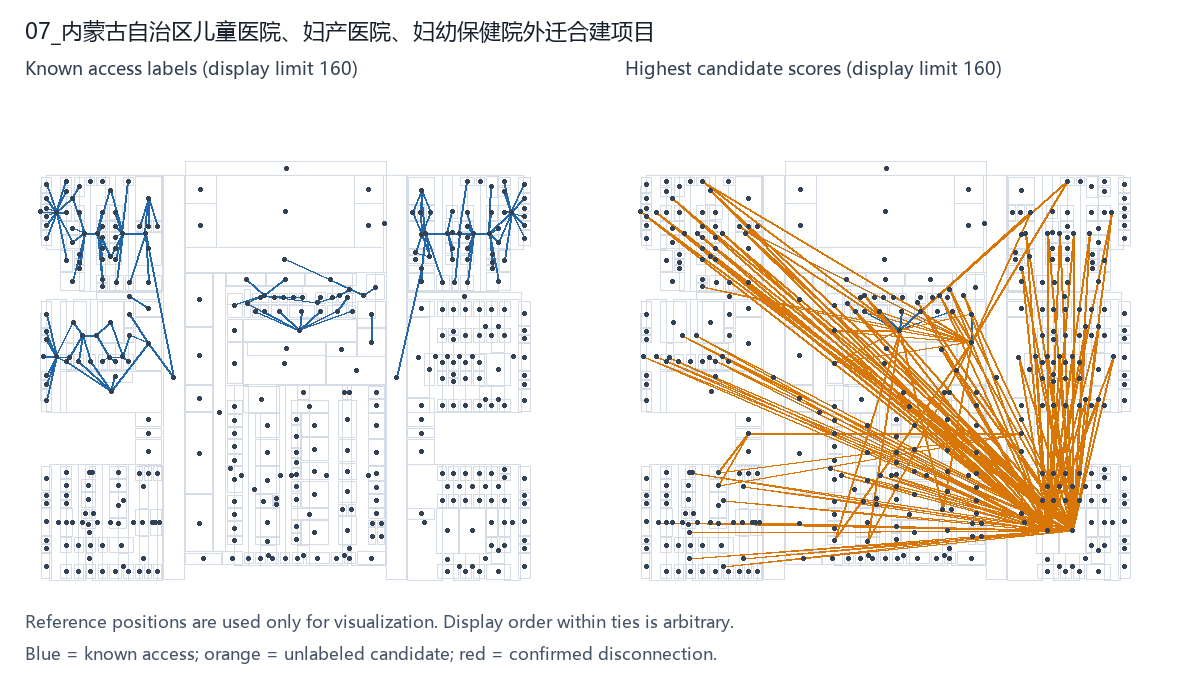 07_内蒙古自治区儿童医院、妇产医院、妇幼保健院外迁合建项目
Known access labels (display limit 160)
Highest candidate scores (display limit 160)
Reference positions are used only for visualization. Display order within ties is arbitrary.
Blue = known access; orange = unlabeled candidate; red = confirmed disconnection.